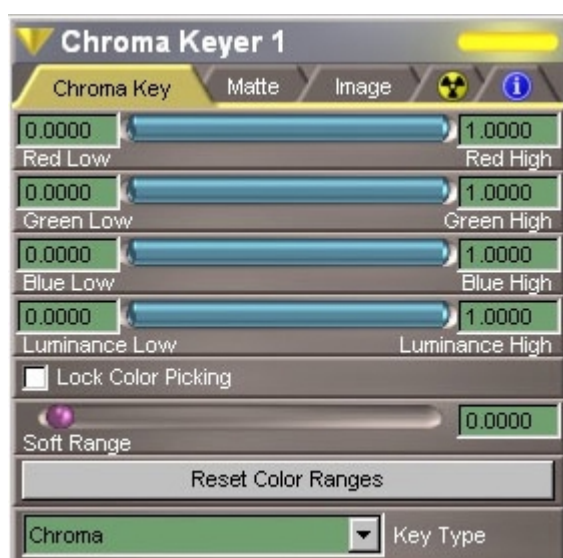 Chroma Keyer 1
Chroma Key Matte Image
0.0000 1.0000
Red Low Red High
0.0000 1.0000
Green Low Green High
0.0000 1.0000
Blue Low Blue High
0.0000 1.0000
Luminance Low Luminance High
Lock Color Picking
0.0000
Soft Range
Reset Color Ranges
Chroma Key Type